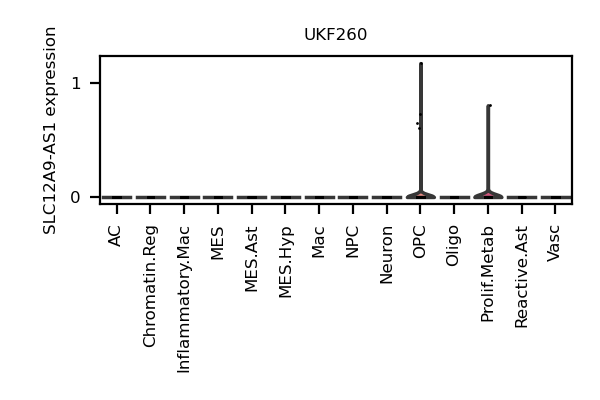 UKF260
SLC12A9-AS1 expression
1
0
AC
Chromatin.Reg
Inflammatory.Mac
MES
MES.Ast
MES.Hyp
Mac
NPC
Neuron
OPC
Oligo
Prolif.Metab
Reactive.Ast
Vasc